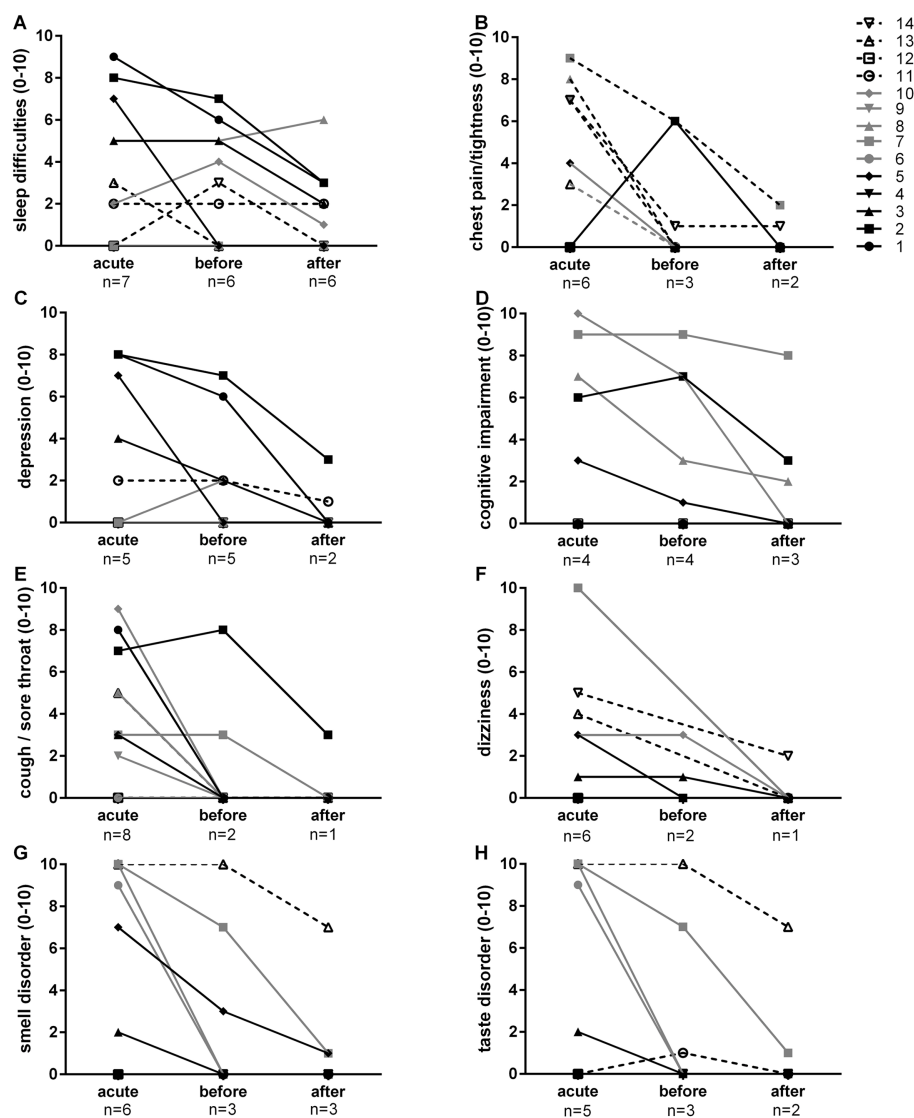 A
sleep difficulties (0-10)
10
8
6
4
2
0
acute before after
n=7 n=6 n=6
B
chest pain/tightness (0-10)
10
8
6
4
2
0
acute before after
n=6 n=3 n=2
14
13
12
11
10
9
8
7
6
5
4
3
2
1
C
depression (0-10)
10
8
6
4
2
0
acute before after
n=5 n=5 n=2
D
cognitive impairment (0-10)
10
8
6
4
2
0
acute before after
n=4 n=4 n=3
E
cough / sore throat (0-10)
10
8
6
4
2
0
acute before after
n=8 n=2 n=1
F
dizziness (0-10)
10
8
6
4
2
0
acute before after
n=6 n=2 n=1
G
smell disorder (0-10)
10
8
6
4
2
0
acute before after
n=6 n=3 n=3
H
taste disorder (0-10)
10
8
6
4
2
0
acute before after
n=5 n=3 n=2